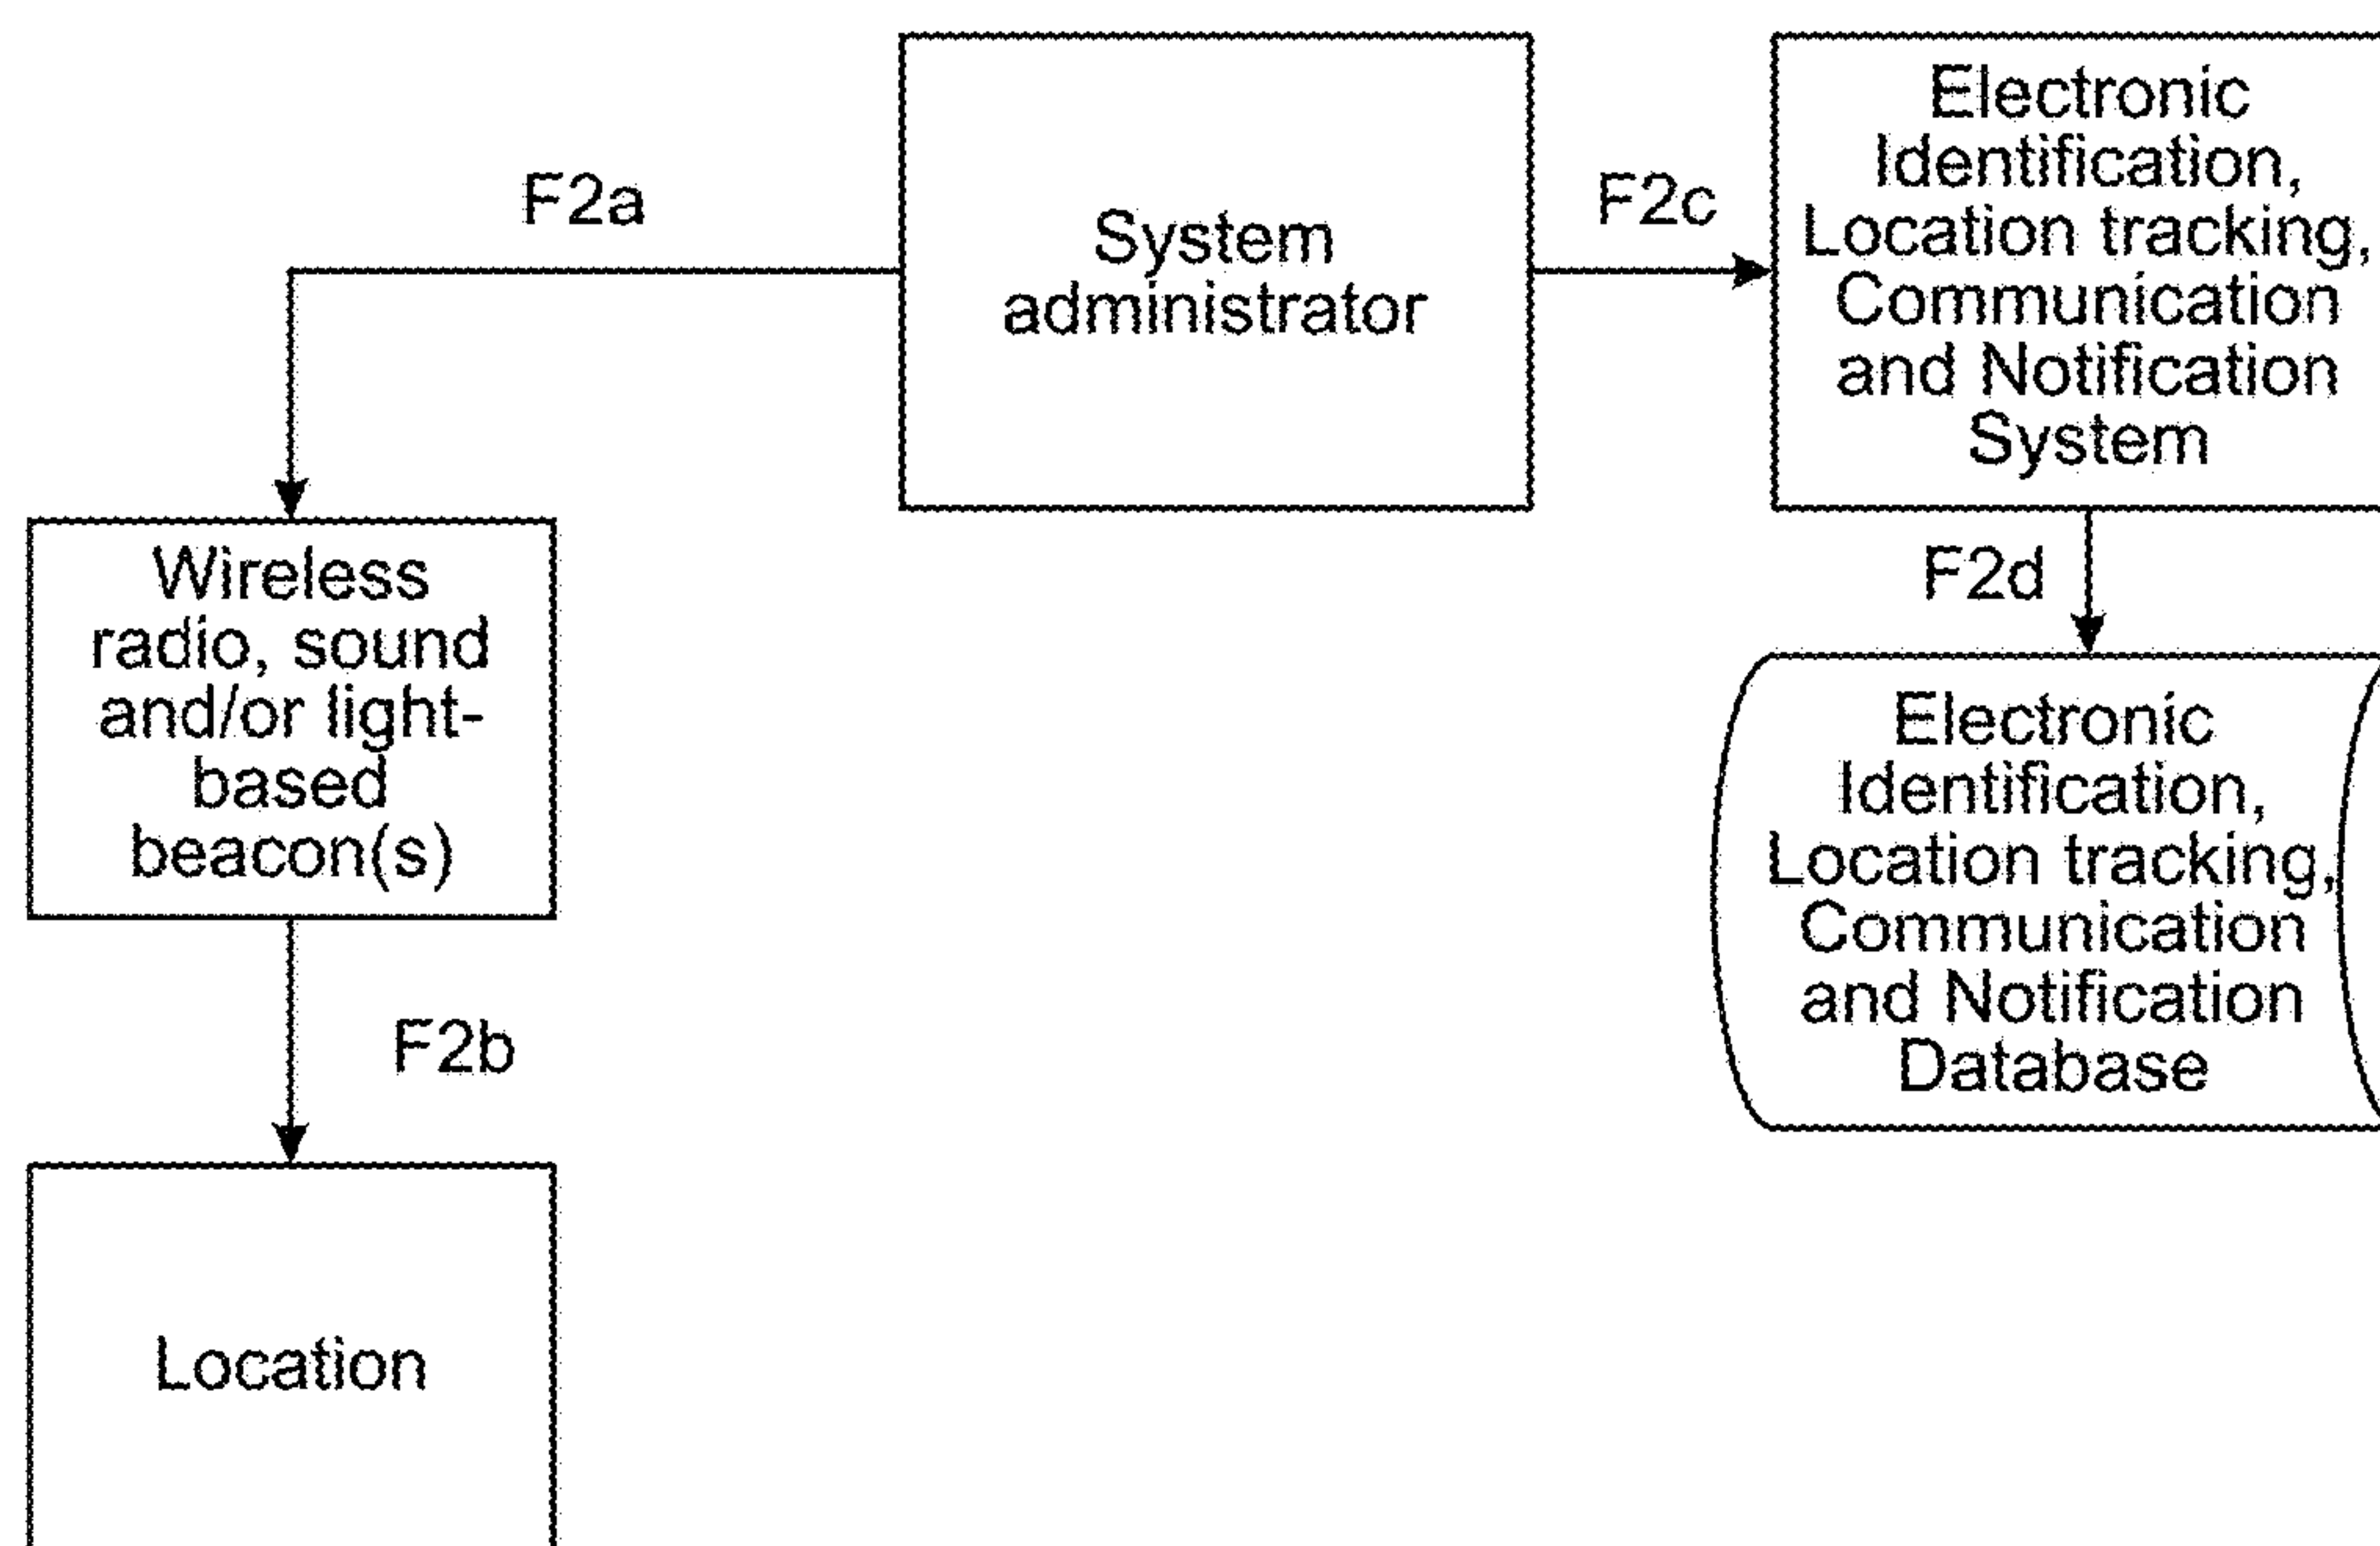 F2a
System
administrator
F2c
Electronic
Identification,
Location tracking,
Communication
and Notification
System
Wireless
radio, sound
and/or light-
based
beacon(s)
F2d
Electronic
Identification,
Location tracking,
Communication
and Notification
Database
F2b
Location